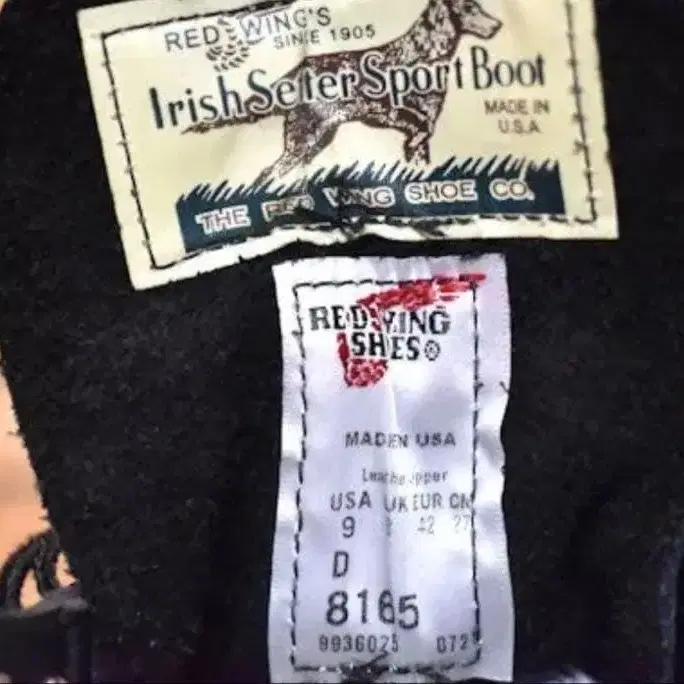 RED WING'S
SINCE 1905
Irish Setter Sport Boot
MADE IN
U.S.A
THE RED WING SHOE CO.
RED WING
SHOES®
MADE IN USA
Leather upper
USA UK EUR CM
9 42 27
D
8165
9936025 072